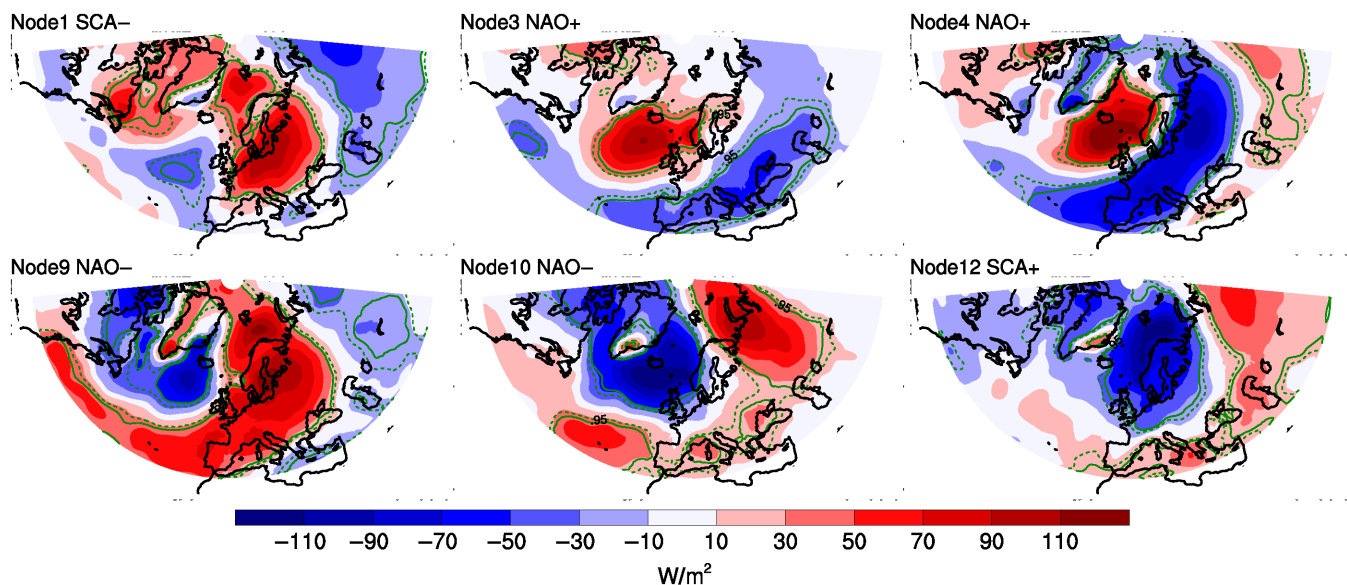 Node1 SCA−
Node3 NAO+
Node4 NAO+
.95
.95
Node9 NAO−
Node10 NAO−
Node12 SCA+
.95
.95
−110 −90 −70 −50 −30 −10 10 30 50 70 90 110
W/m²